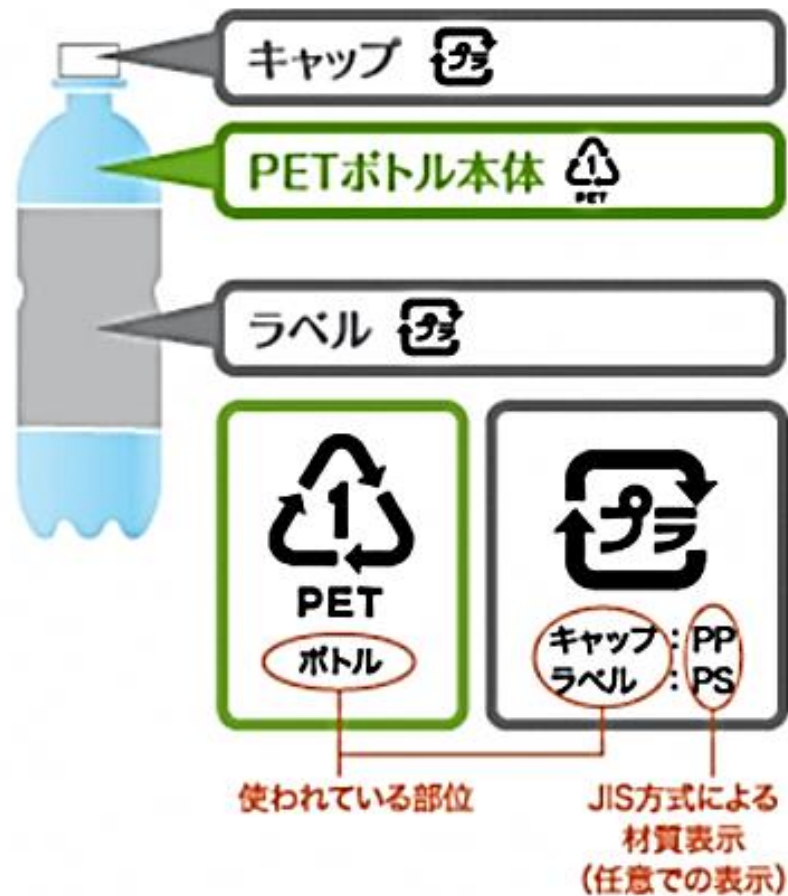 キャップ プラ
PETボトル本体 1
PET
ラベル プラ
1
PET
ボトル
プラ
キャップ : PP
ラベル : PS
使われている部位
JIS方式による
材質表示
(任意での表示)